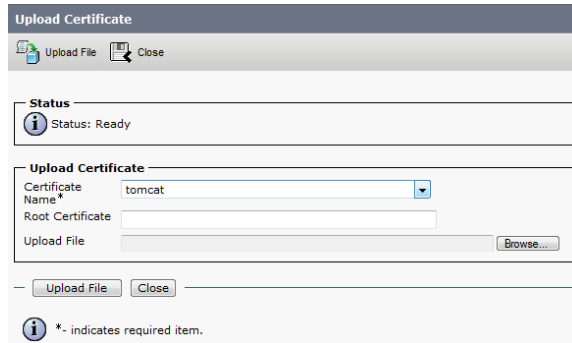 Upload Certificate
Upload File Close
Status
Status: Ready
Upload Certificate
Certificate
Name*
tomcat
Root Certificate
Upload File
Browse...
Upload File Close
*- indicates required item.